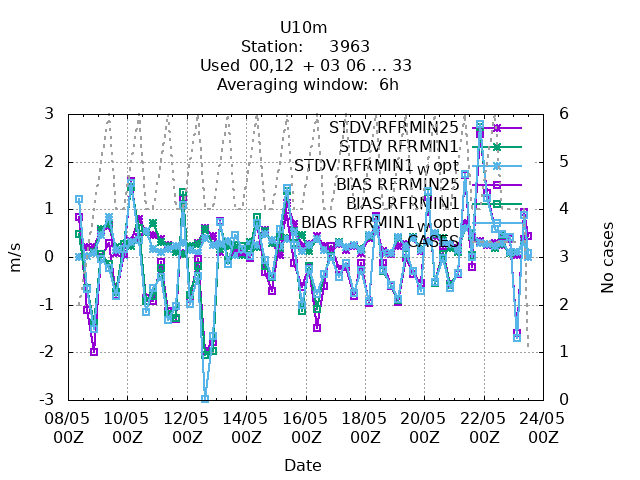 U10m
Station: 3963
Used 00,12 + 03 06 ... 33
Averaging window: 6h
3
2
1
0
-1
-2
-3
m/s
6
5
4
3
2
1
0
No cases
STDV RFRMIN25
STDV RFRMIN1
STDV RFRMIN1wopt
BIAS RFRMIN25
BIAS RFRMIN1
BIAS RFRMIN1wopt
CASES
08/05 10/05 12/05 14/05 16/05 18/05 20/05 22/05 24/05
00Z 00Z 00Z 00Z 00Z 00Z 00Z 00Z 00Z
Date